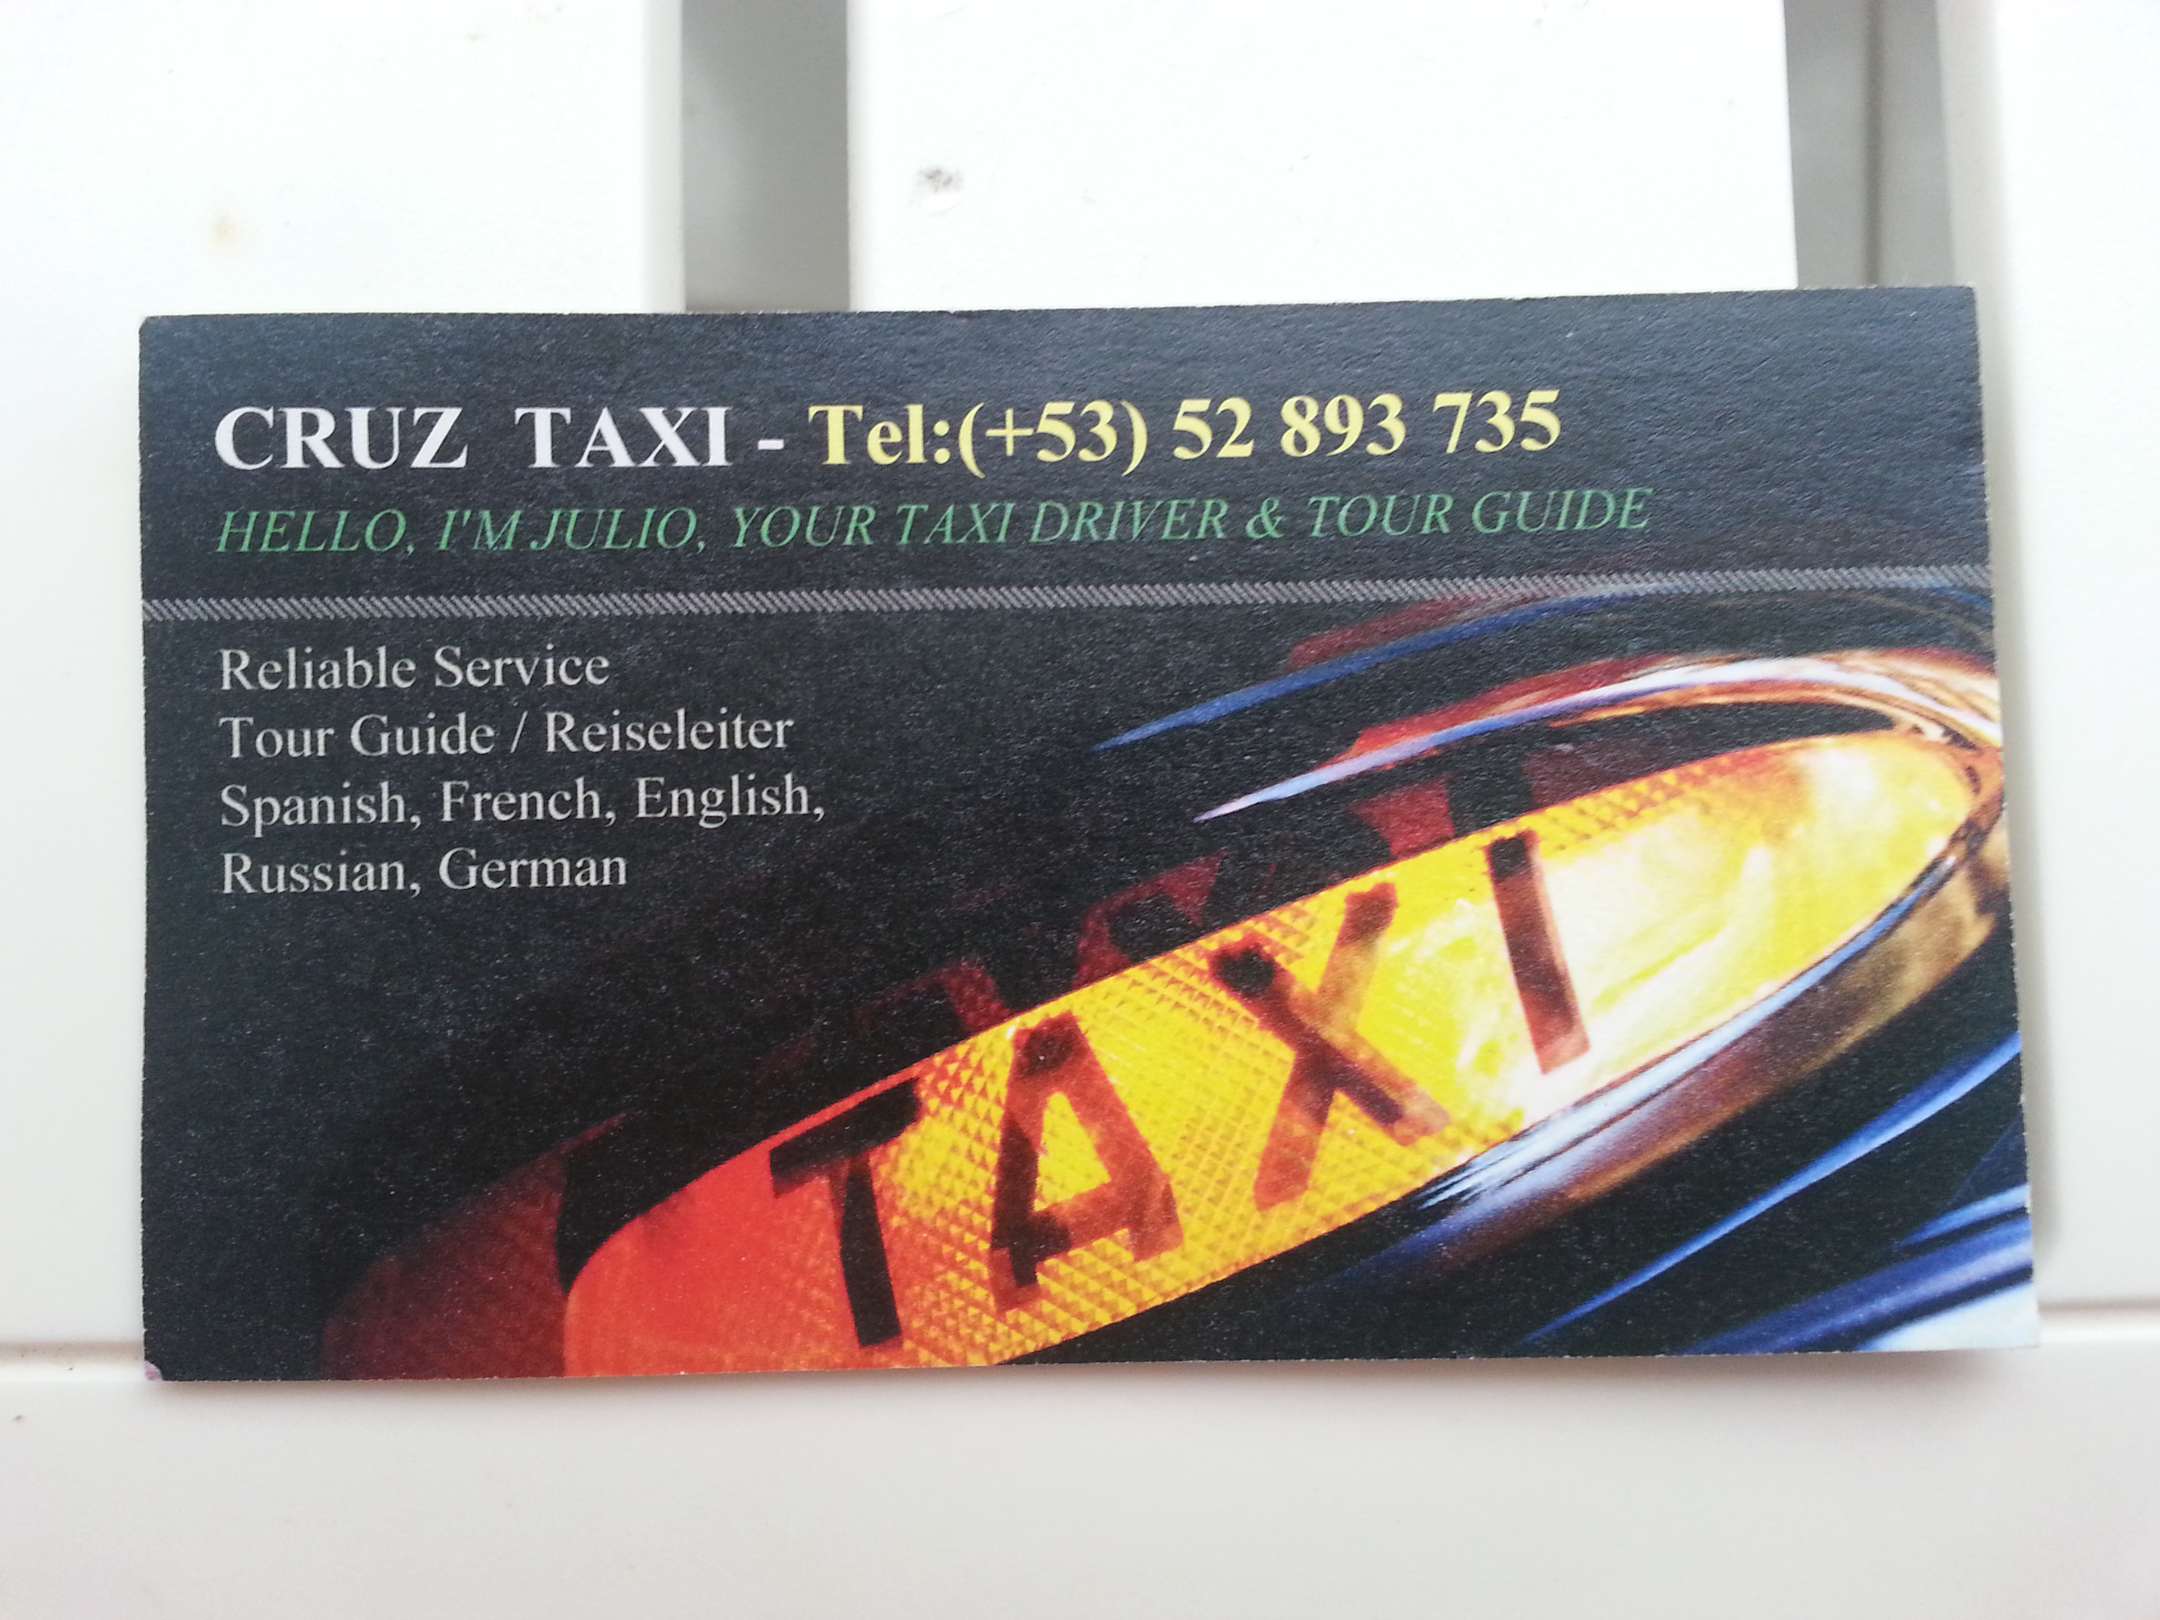 CRUZ TAXI - Tel:(+53) 52 893 735
HELLO, I'M JULIO, YOUR TAXI DRIVER & TOUR GUIDE
Reliable Service
Tour Guide / Reiseleiter
Spanish, French, English,
Russian, German
TAXI